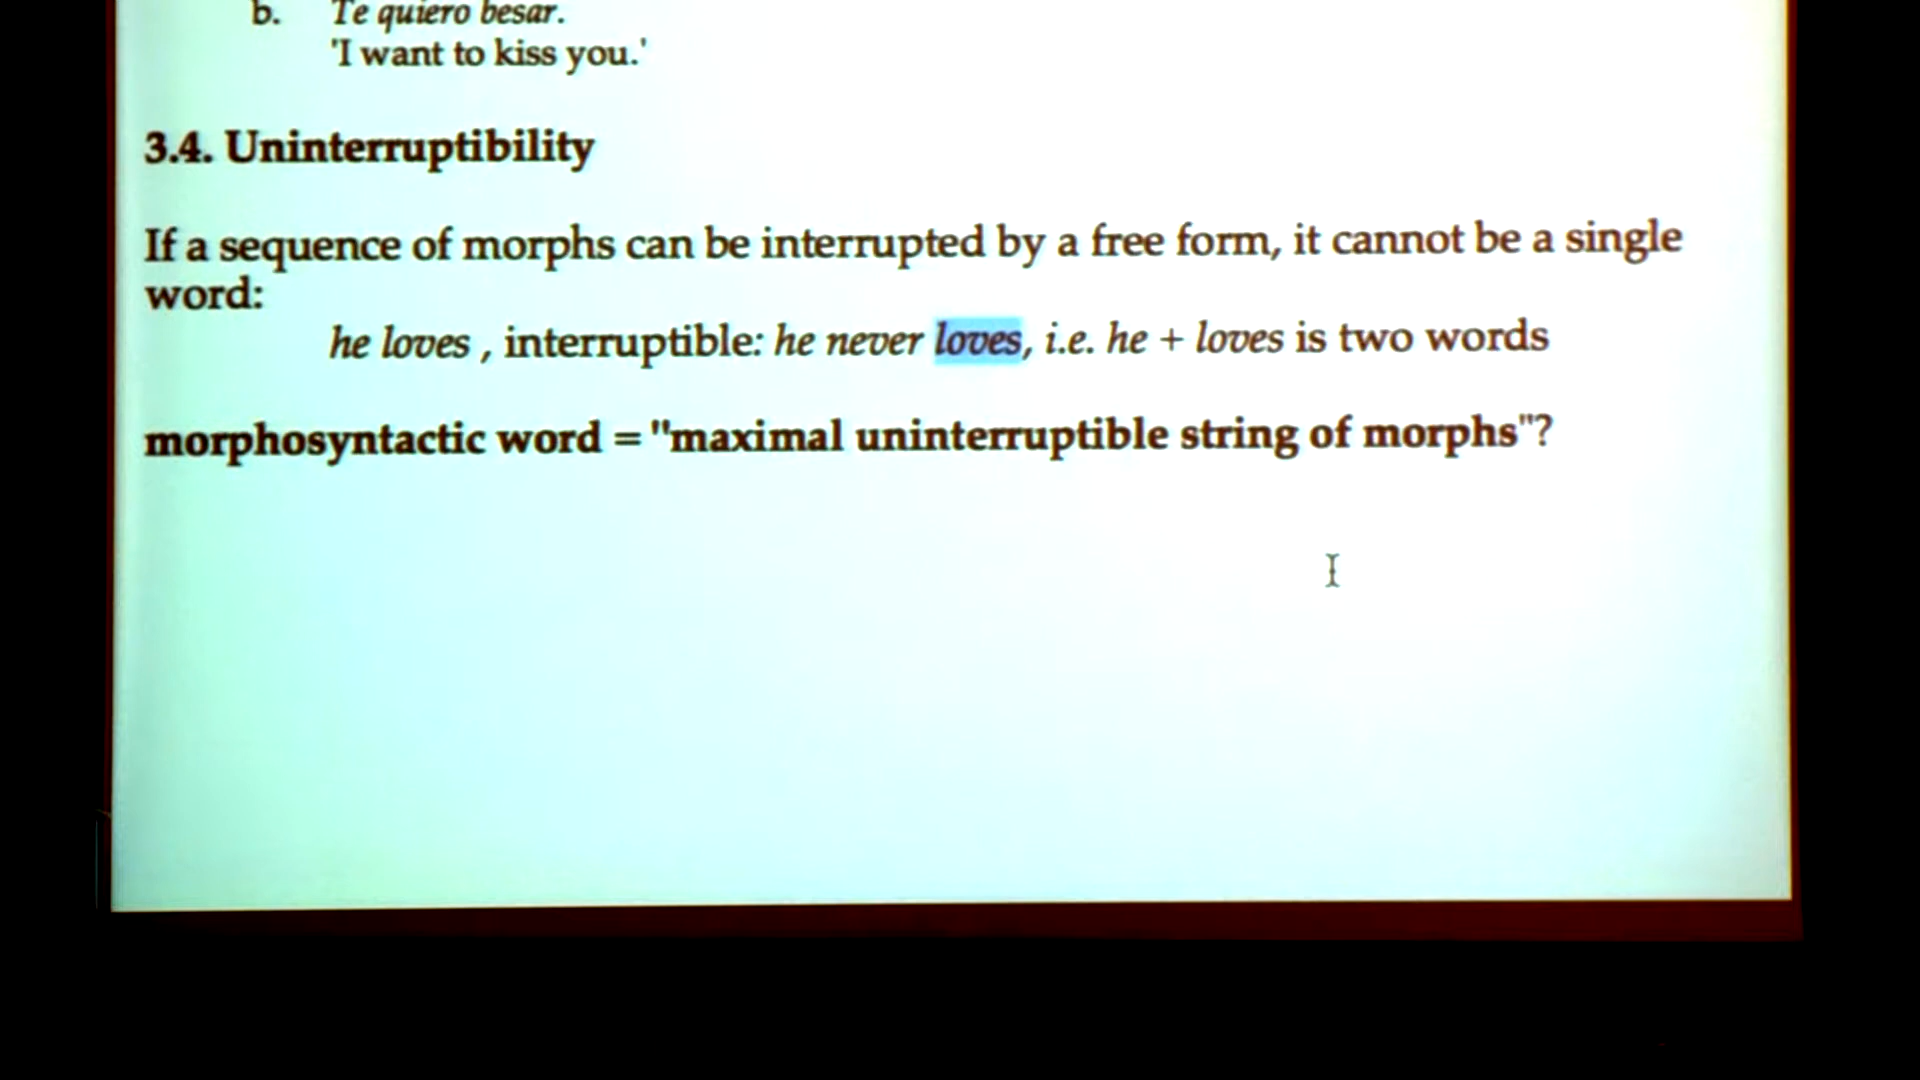 b. Te quiero besar.
'I want to kiss you.'
3.4. Uninterruptibility
If a sequence of morphs can be interrupted by a free form, it cannot be a single
word:
he loves , interruptible: he never loves, i.e. he + loves is two words
morphosyntactic word = "maximal uninterruptible string of morphs"?